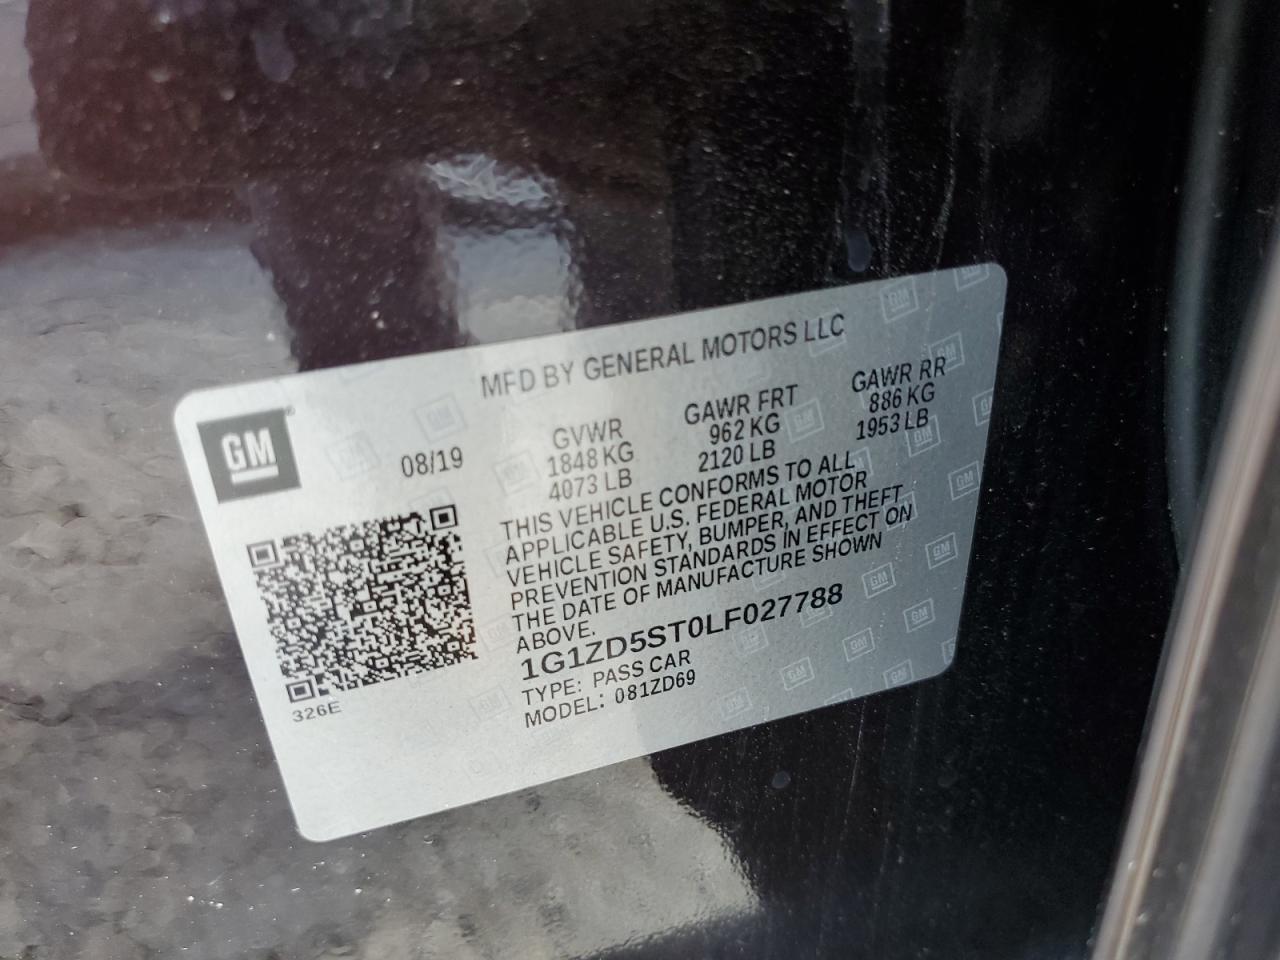 MFD BY GENERAL MOTORS LLC
GM
08/19
GVWR GAWR FRT GAWR RR
1848 KG 962 KG 886 KG
4073 LB 2120 LB 1953 LB
THIS VEHICLE CONFORMS TO ALL
APPLICABLE U.S. FEDERAL MOTOR
VEHICLE SAFETY, BUMPER, AND THEFT
PREVENTION STANDARDS IN EFFECT ON
THE DATE OF MANUFACTURE SHOWN
ABOVE.
1G1ZD5ST0LF027788
TYPE: PASS CAR
MODEL: 081ZD69
326E